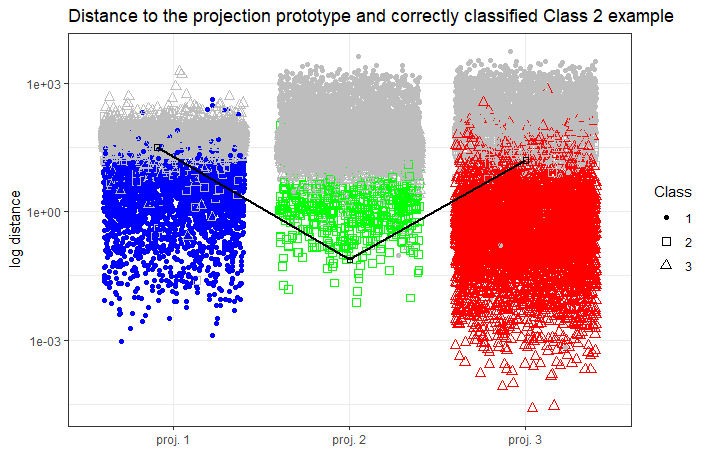 Distance to the projection prototype and correctly classified Class 2 example
log distance
1e+03
1e+00
1e-03
proj. 1
proj. 2
proj. 3
Class
1
2
3